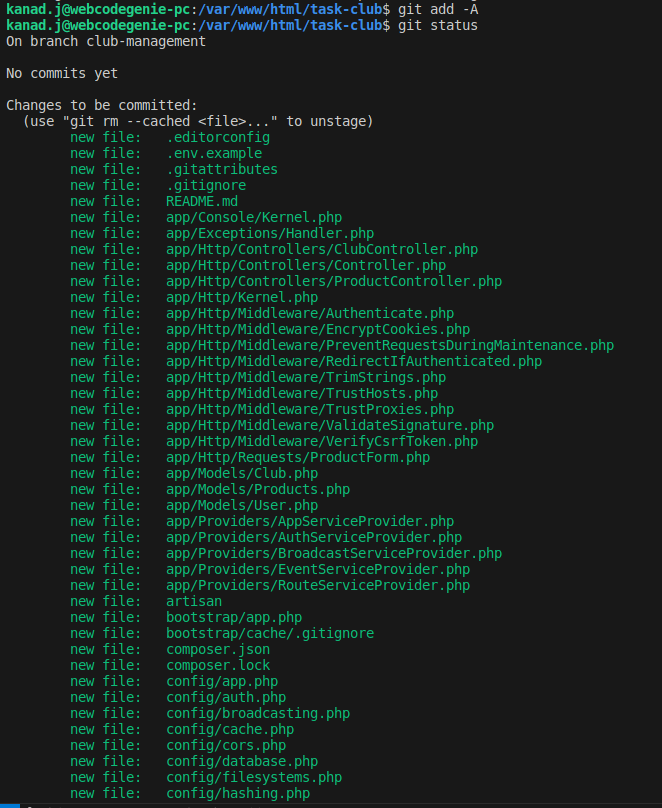 kanad.j@webcodegenie-pc:/var/www/html/task-club$ git add -A
kanad.j@webcodegenie-pc:/var/www/html/task-club$ git status
On branch club-management
No commits yet
Changes to be committed:
  (use "git rm --cached <file>..." to unstage)
        new file:   .editorconfig
        new file:   .env.example
        new file:   .gitattributes
        new file:   .gitignore
        new file:   README.md
        new file:   app/Console/Kernel.php
        new file:   app/Exceptions/Handler.php
        new file:   app/Http/Controllers/ClubController.php
        new file:   app/Http/Controllers/Controller.php
        new file:   app/Http/Controllers/ProductController.php
        new file:   app/Http/Kernel.php
        new file:   app/Http/Middleware/Authenticate.php
        new file:   app/Http/Middleware/EncryptCookies.php
        new file:   app/Http/Middleware/PreventRequestsDuringMaintenance.php
        new file:   app/Http/Middleware/RedirectIfAuthenticated.php
        new file:   app/Http/Middleware/TrimStrings.php
        new file:   app/Http/Middleware/TrustHosts.php
        new file:   app/Http/Middleware/TrustProxies.php
        new file:   app/Http/Middleware/ValidateSignature.php
        new file:   app/Http/Middleware/VerifyCsrfToken.php
        new file:   app/Http/Requests/ProductForm.php
        new file:   app/Models/Club.php
        new file:   app/Models/Products.php
        new file:   app/Models/User.php
        new file:   app/Providers/AppServiceProvider.php
        new file:   app/Providers/AuthServiceProvider.php
        new file:   app/Providers/BroadcastServiceProvider.php
        new file:   app/Providers/EventServiceProvider.php
        new file:   app/Providers/RouteServiceProvider.php
        new file:   artisan
        new file:   bootstrap/app.php
        new file:   bootstrap/cache/.gitignore
        new file:   composer.json
        new file:   composer.lock
        new file:   config/app.php
        new file:   config/auth.php
        new file:   config/broadcasting.php
        new file:   config/cache.php
        new file:   config/cors.php
        new file:   config/database.php
        new file:   config/filesystems.php
        new file:   config/hashing.php